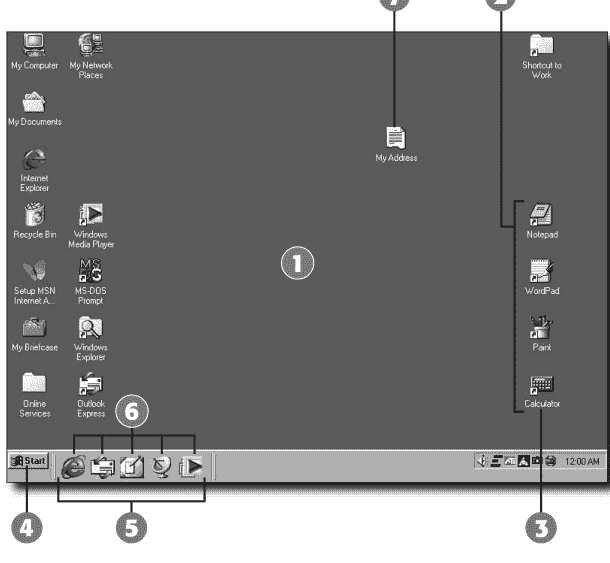 7
2
My Computer
My Network
Places
Shortcut to
Work
My Documents
My Address
Internet
Explorer
Recycle Bin
Windows
Media Player
Notepad
1
Setup MSN
Internet A...
MS-DOS
Prompt
WordPad
My Briefcase
Windows
Explorer
Paint
Online
Services
Outlook
Express
6
Calculator
Start
12:00 AM
4
5
3